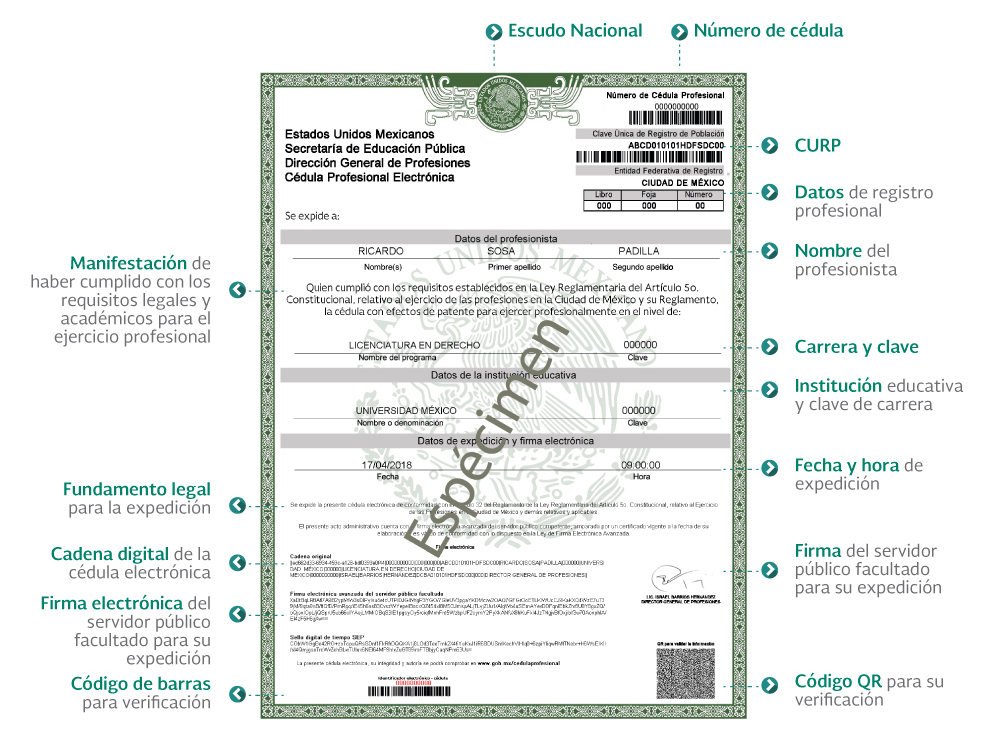 Escudo Nacional
Número de cédula
Número de Cédula Profesional
0000000000
Estados Unidos Mexicanos
Secretaría de Educación Pública
Dirección General de Profesiones
Cédula Profesional Electrónica
Clave Única de Registro de Población
ABCD010101HDFSDC00
CURP
Entidad Federativa de Registro
CIUDAD DE MÉXICO
Libro Foja Número
000 000 00
Datos de registro
profesional
Se expide a:
Datos del profesionista
RICARDO SOSA PADILLA
Nombre(s) Primer apellido Segundo apellido
Nombre del
profesionista
Manifestación de
haber cumplido con los
requisitos legales y
académicos para el
ejercicio profesional
Quien cumplió con los requisitos establecidos en la Ley Reglamentaria del Artículo 5o.
Constitucional, relativo al ejercicio de las profesiones en la Ciudad de México y su Reglamento,
la cédula con efectos de patente para ejercer profesionalmente en el nivel de:
LICENCIATURA EN DERECHO 000000
Nombre del programa Clave
Carrera y clave
Datos de la institución educativa
UNIVERSIDAD MÉXICO 000000
Nombre o denominación Clave
Institución educativa
y clave de carrera
Datos de expedición y firma electrónica
17/04/2018 09:00:00
Fecha Hora
Fecha y hora de
expedición
Espécimen
Fundamento legal
para la expedición
Se expide la presente cédula electrónica de conformidad con 32 del Reglamento de la Ley Reglamentaria del Artículo 5o. Constitucional, relativo al Ejercicio
de las Profesiones en la Ciudad de México y demás relativos y aplicables.
El presente acto administrativo cuenta con firma electrónica avanzada del servidor público competente, amparada por un certificado vigente a la fecha de su
elaboración, es válido de conformidad con lo dispuesto en la Ley de Firma Electrónica Avanzada.
Firma electrónica
Cadena digital de la
cédula electrónica
Cadena original
Firma del servidor
público facultado
para su expedición
LIC. ISRAEL BARRIOS HERNANDEZ
DIRECTOR GENERAL DE PROFESIONES
Firma electrónica del
servidor público
facultado para su
expedición
Firma electrónica avanzada del servidor público facultado
Sello digital de tiempo SEP
QR para validar la información
La presente cédula electrónica, su integridad y autoría se podrá comprobar en www.gob.mx/cedulaprofesional
Identificador electrónico - Cédula
Código de barras
para verificación
Código QR para su
verificación